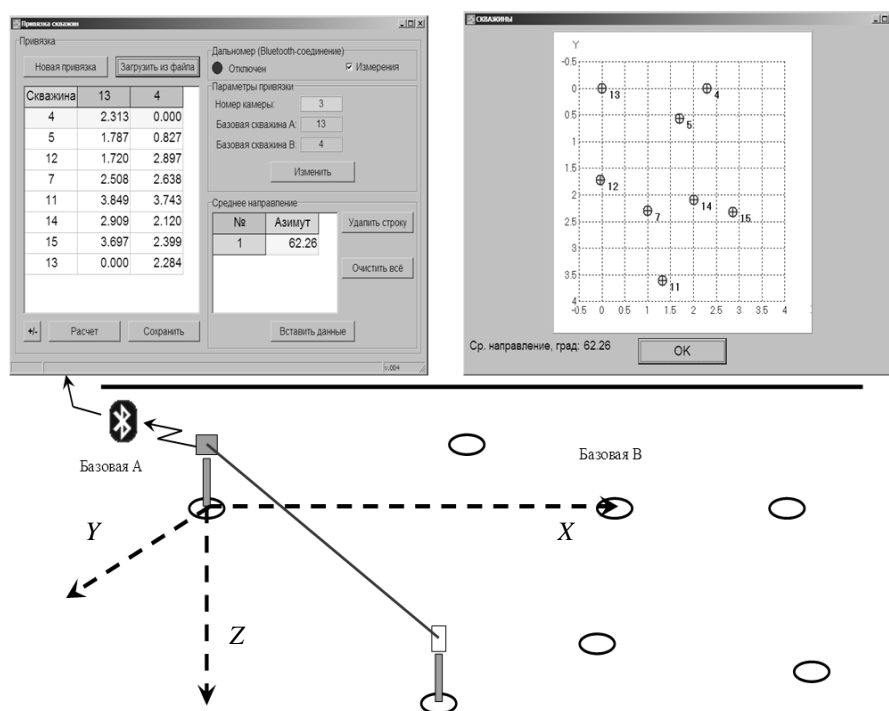 Привязка скважин
Привязка
Новая привязка
Загрузить из файла
Скважина 13 4
4 2.313 0.000
5 1.787 0.827
12 1.720 2.897
7 2.508 2.638
11 3.849 3.743
14 2.909 2.120
15 3.697 2.399
13 0.000 2.284
+/-
Расчет
Сохранить
Дальномер (Bluetooth-соединение)
Отключен
Измерения
Параметры привязки
Номер камеры: 3
Базовая скважина А: 13
Базовая скважина В: 4
Изменить
Среднее направление
№ Азимут
1 62.26
Удалить строку
Очистить всё
Вставить данные
v.004
СКВАЖИНЫ
Y
-0.5
0
0.5
1
1.5
2
2.5
3
3.5
4
13
4
5
12
14
7
15
11
-0.5 0 0.5 1 1.5 2 2.5 3 3.5 4
Ср. направление, град: 62.26
OK
Базовая А
Базовая В
Y
X
Z